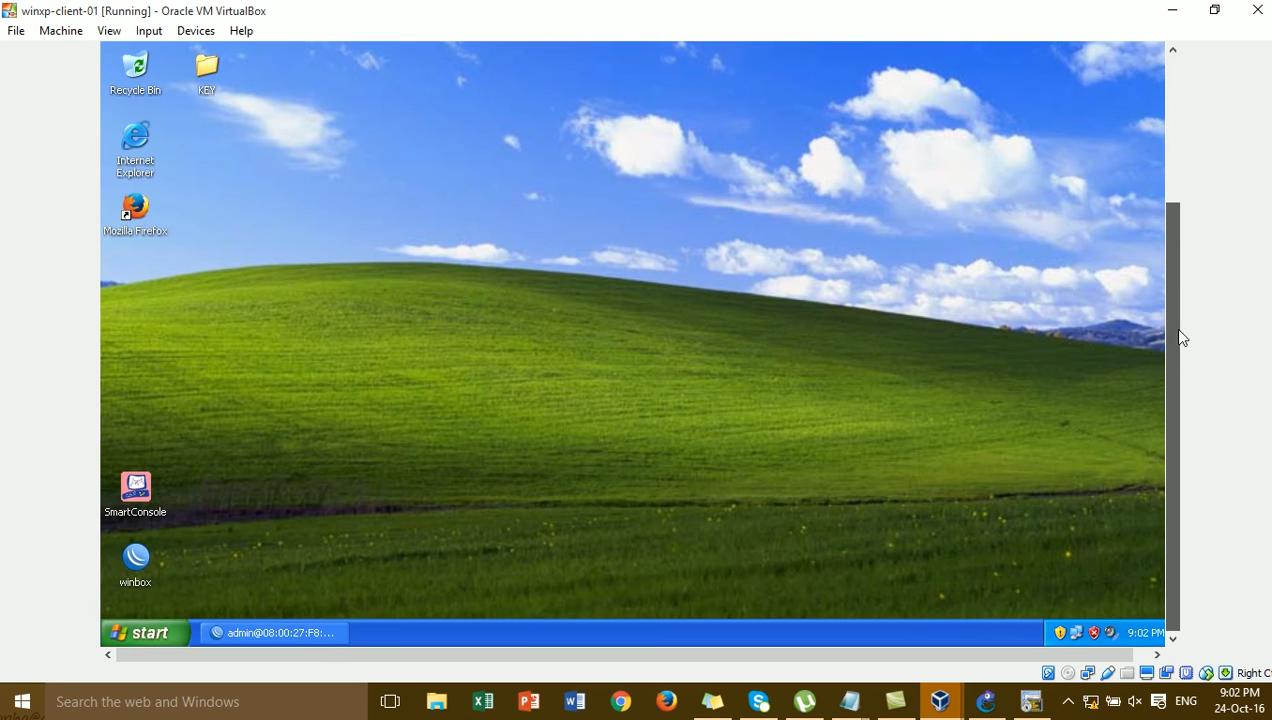 winxp-client-01 [Running] - Oracle VM VirtualBox
File Machine View Input Devices Help
Recycle Bin
KEY
Internet
Explorer
Mozilla Firefox
SmartConsole
winbox
start
admin@08:00:27:F8:...
9:02 PM
Right C
Search the web and Windows
ENG
9:02 PM
24-Oct-16